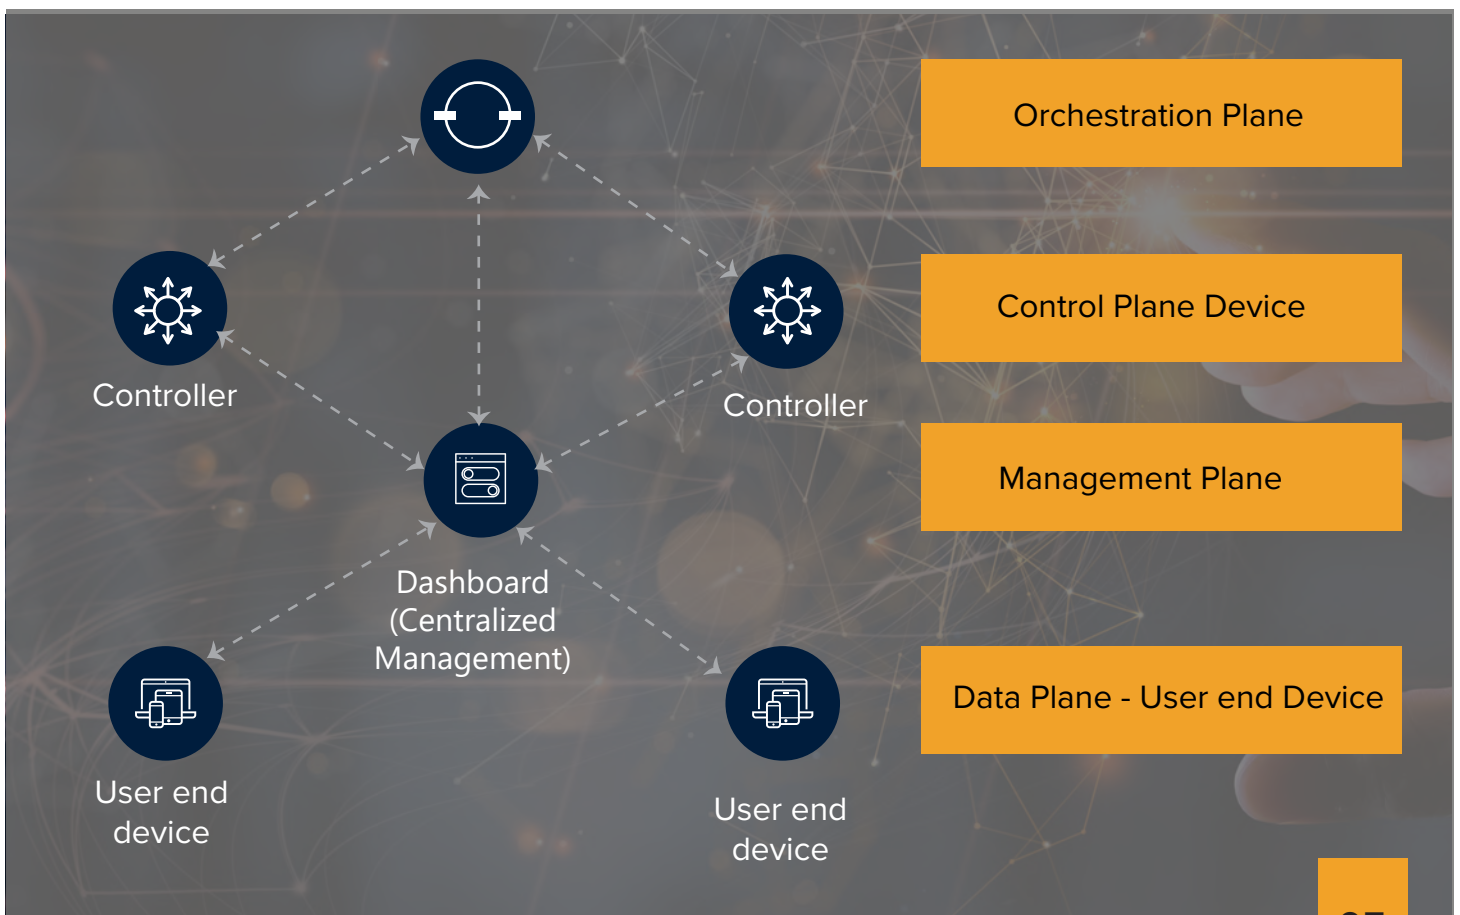 Orchestration Plane
Control Plane Device
Controller
Controller
Management Plane
Dashboard
(Centralized
Management)
Data Plane - User end Device
User end
device
User end
device